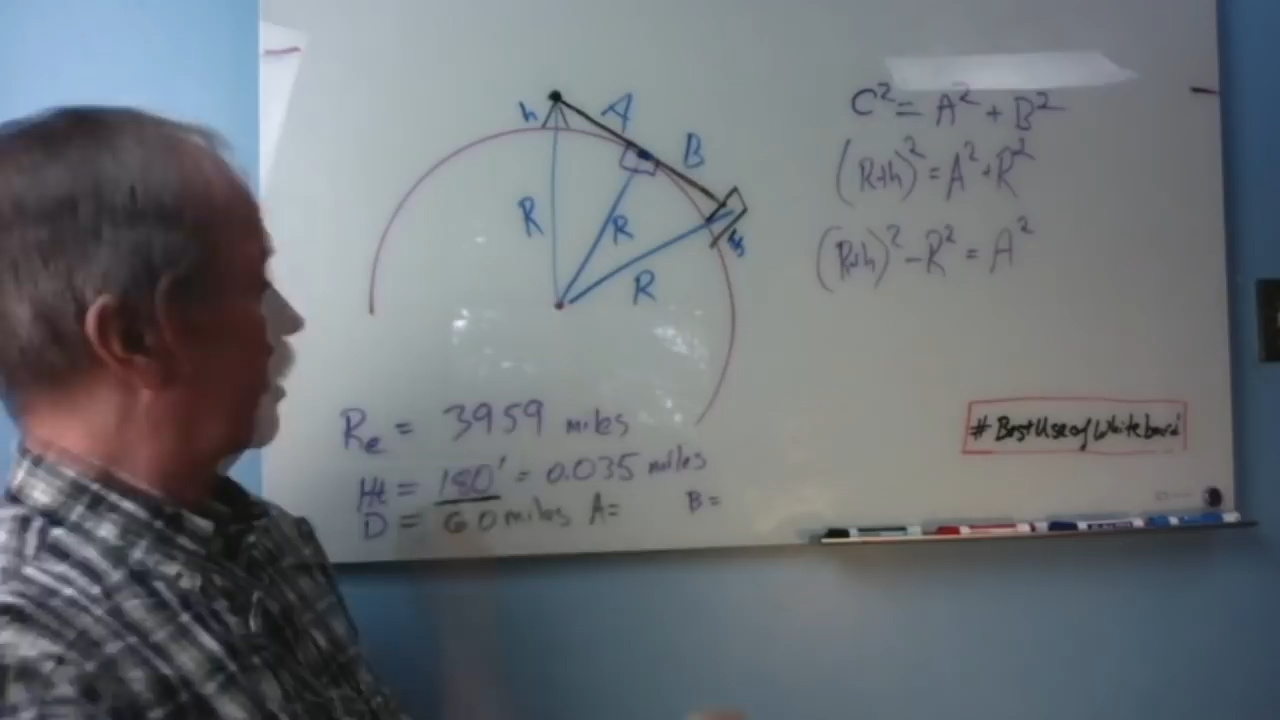 h
A
B
R
R
R
C² = A² + B²
(R+h)² = A² + R²
(R+h)² - R² = A²
Re = 3959 miles
Ht = 180' = 0.035 miles
D = 60 miles A= B=
#BestUseofWhiteboard